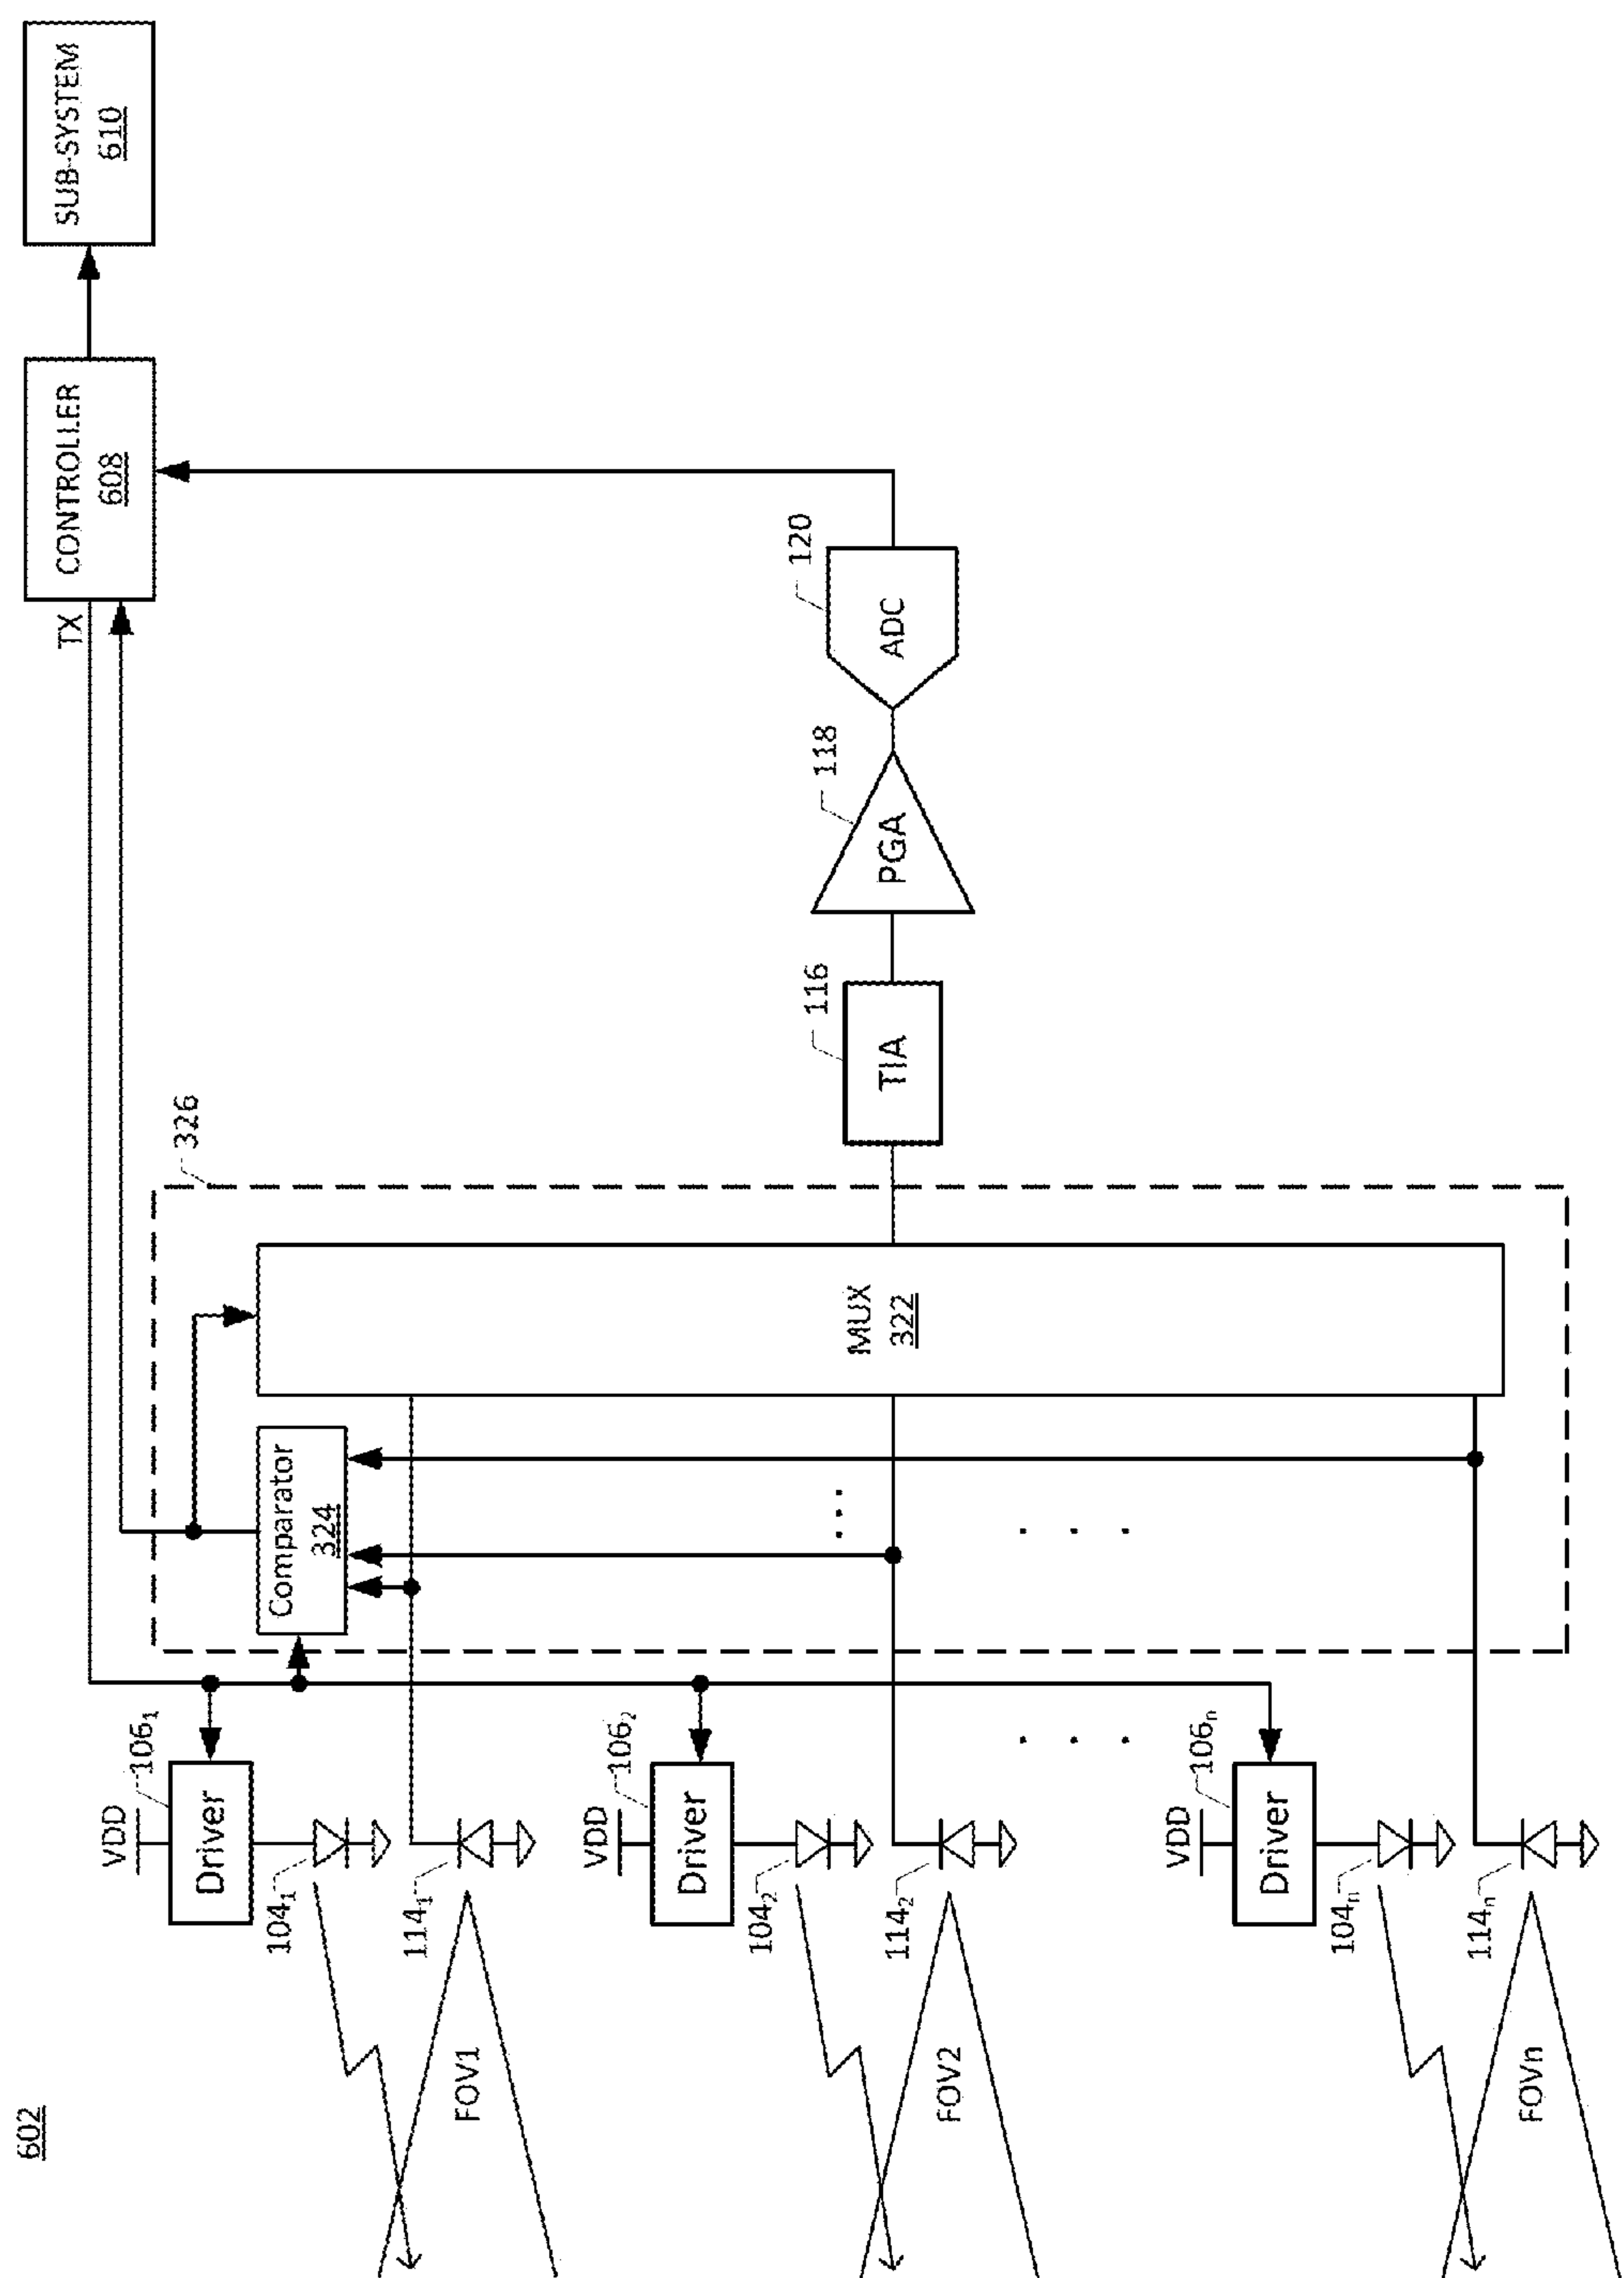 602
VDD
106₁
Driver
104₁
114₁
FOV1
VDD
106₂
Driver
104₂
114₂
FOV2
VDD
106ₙ
Driver
104ₙ
114ₙ
FOVn
Comparator
324
MUX
322
326
TIA
116
PGA
118
ADC
120
TX
CONTROLLER
608
SUB-SYSTEM
610